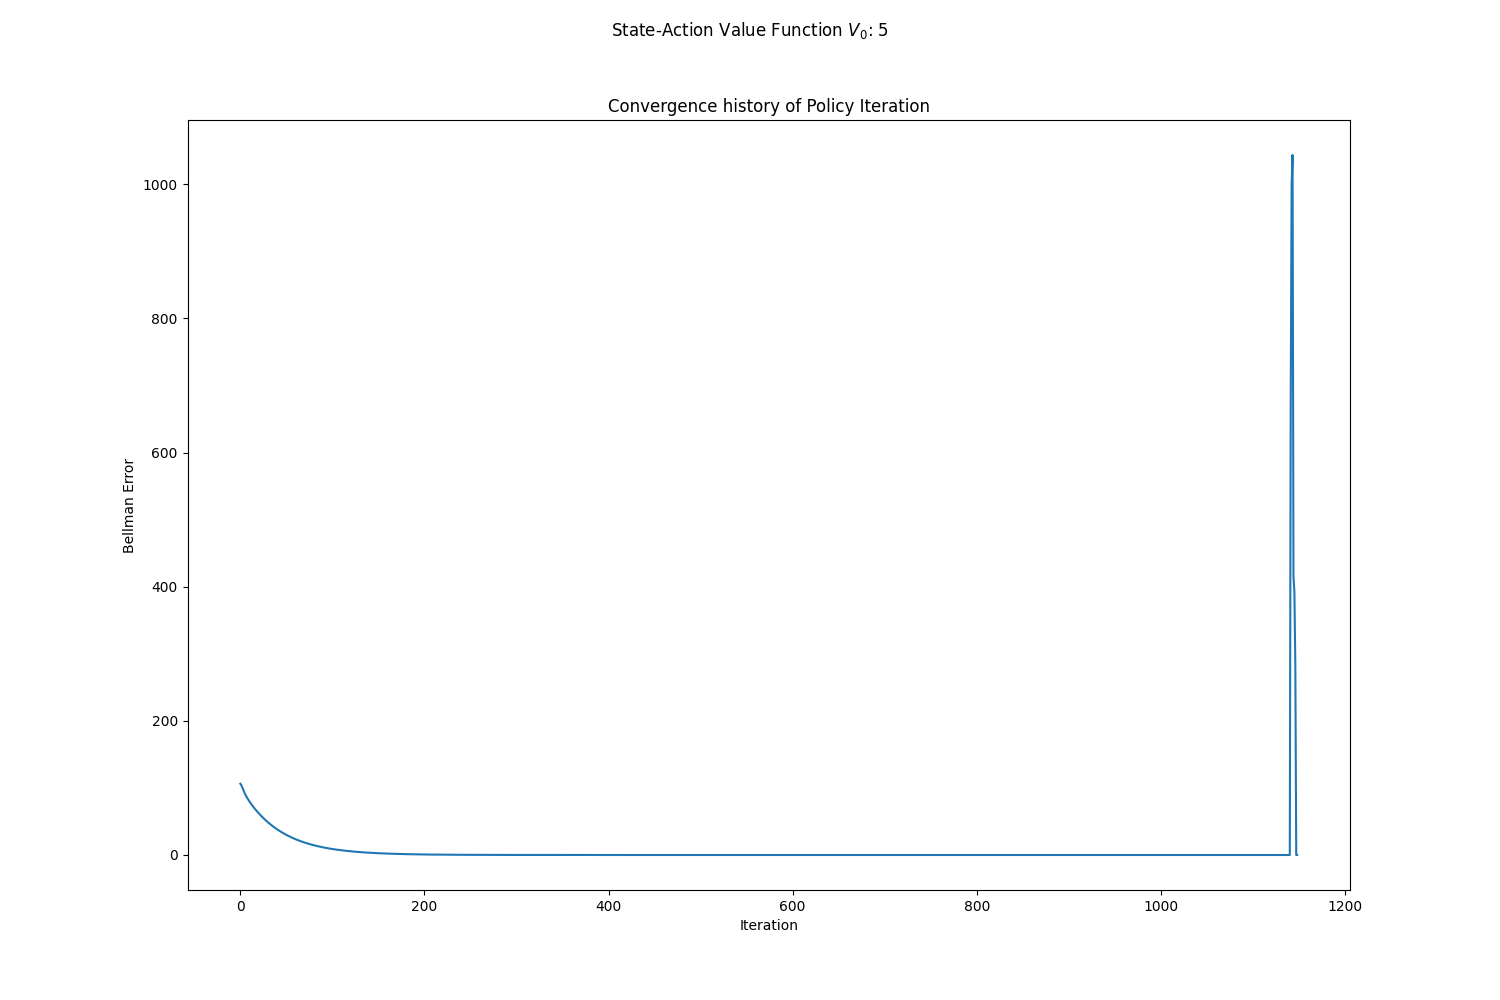 State-Action Value Function V₀: 5
Convergence history of Policy Iteration
1000
800
600
400
200
0
Bellman Error
0 200 400 600 800 1000 1200
Iteration